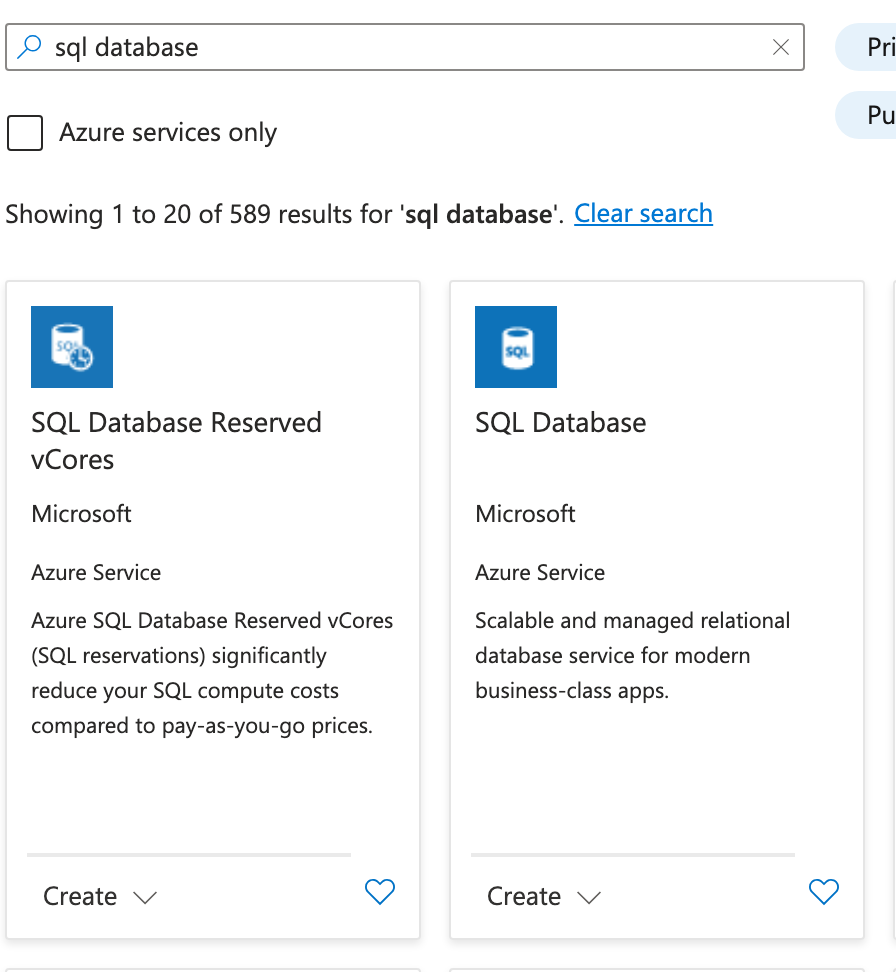 sql database
Pri
Azure services only
Pu
Showing 1 to 20 of 589 results for 'sql database'. Clear search
SQL
SQL Database Reserved
vCores
Microsoft
Azure Service
Azure SQL Database Reserved vCores
(SQL reservations) significantly
reduce your SQL compute costs
compared to pay-as-you-go prices.
Create
SQL
SQL Database
Microsoft
Azure Service
Scalable and managed relational
database service for modern
business-class apps.
Create